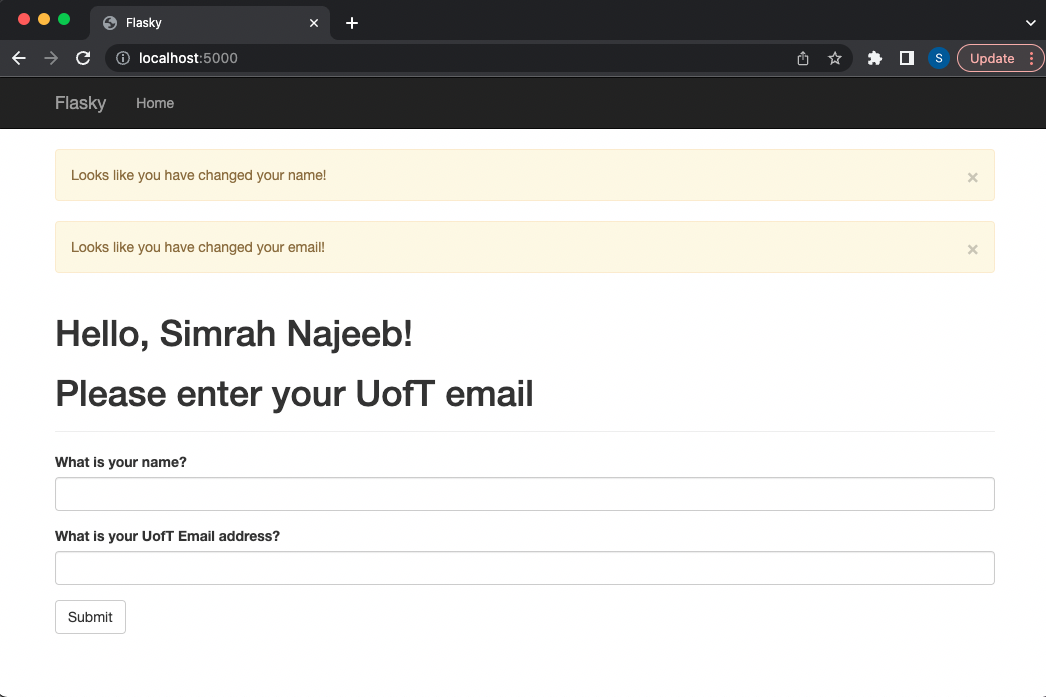 Flasky
localhost:5000
S
Update
Flasky Home
Looks like you have changed your name!
×
Looks like you have changed your email!
×
Hello, Simrah Najeeb!
Please enter your UofT email
What is your name?
What is your UofT Email address?
Submit